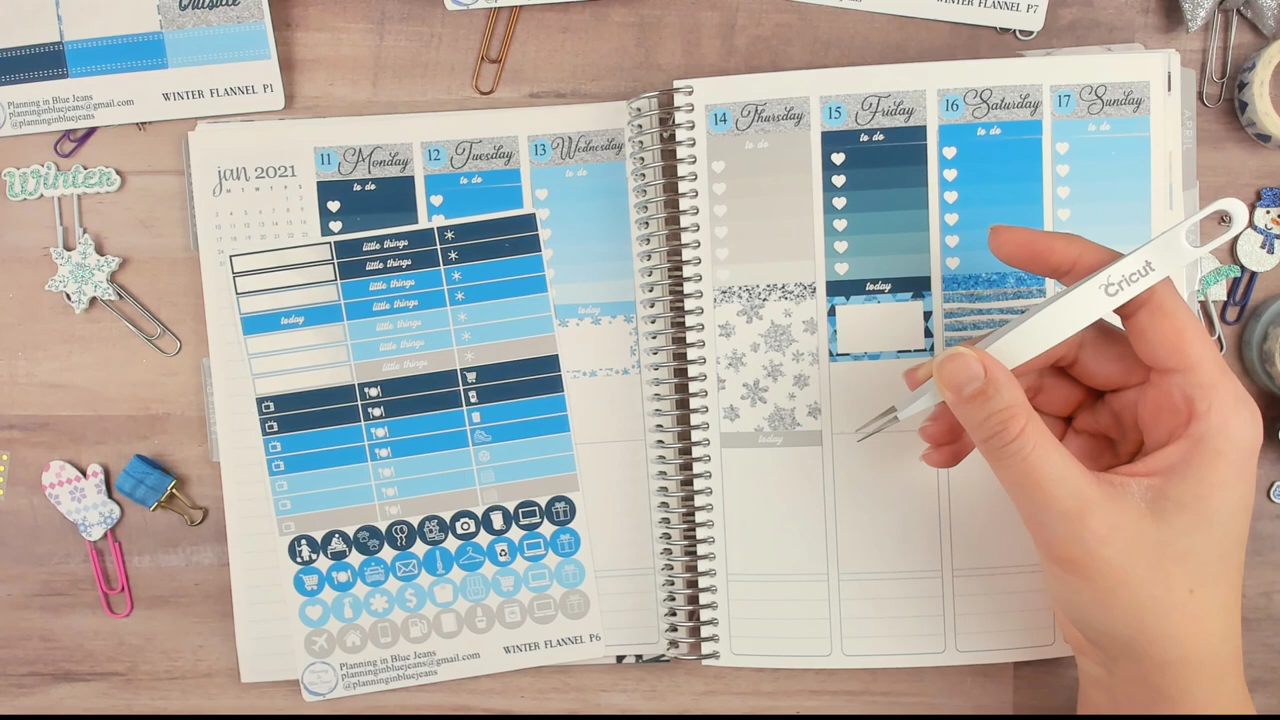 Outside
Planning in Blue Jeans
planninginbluejeans@gmail.com
@planninginbluejeans
WINTER FLANNEL P1
WINTER FLANNEL P7
Winter
jan 2021
11 Monday
to do
12 Tuesday
to do
13 Wednesday
to do
today
14 Thursday
to do
today
15 Friday
to do
today
16 Saturday
to do
17 Sunday
to do
APRIL
Cricut
little things
little things
little things
little things
today
little things
little things
little things
Planning in Blue Jeans
planninginbluejeans@gmail.com
@planninginbluejeans
WINTER FLANNEL P6